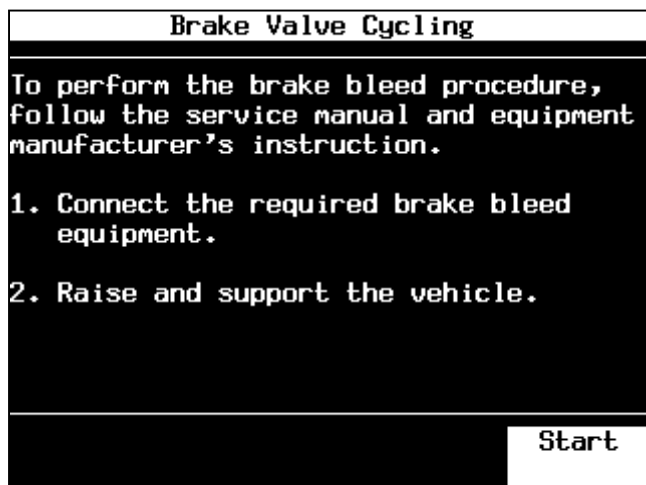 Brake Valve Cycling
To perform the brake bleed procedure,
follow the service manual and equipment
manufacturer's instruction.
1. Connect the required brake bleed
equipment.
2. Raise and support the vehicle.
Start